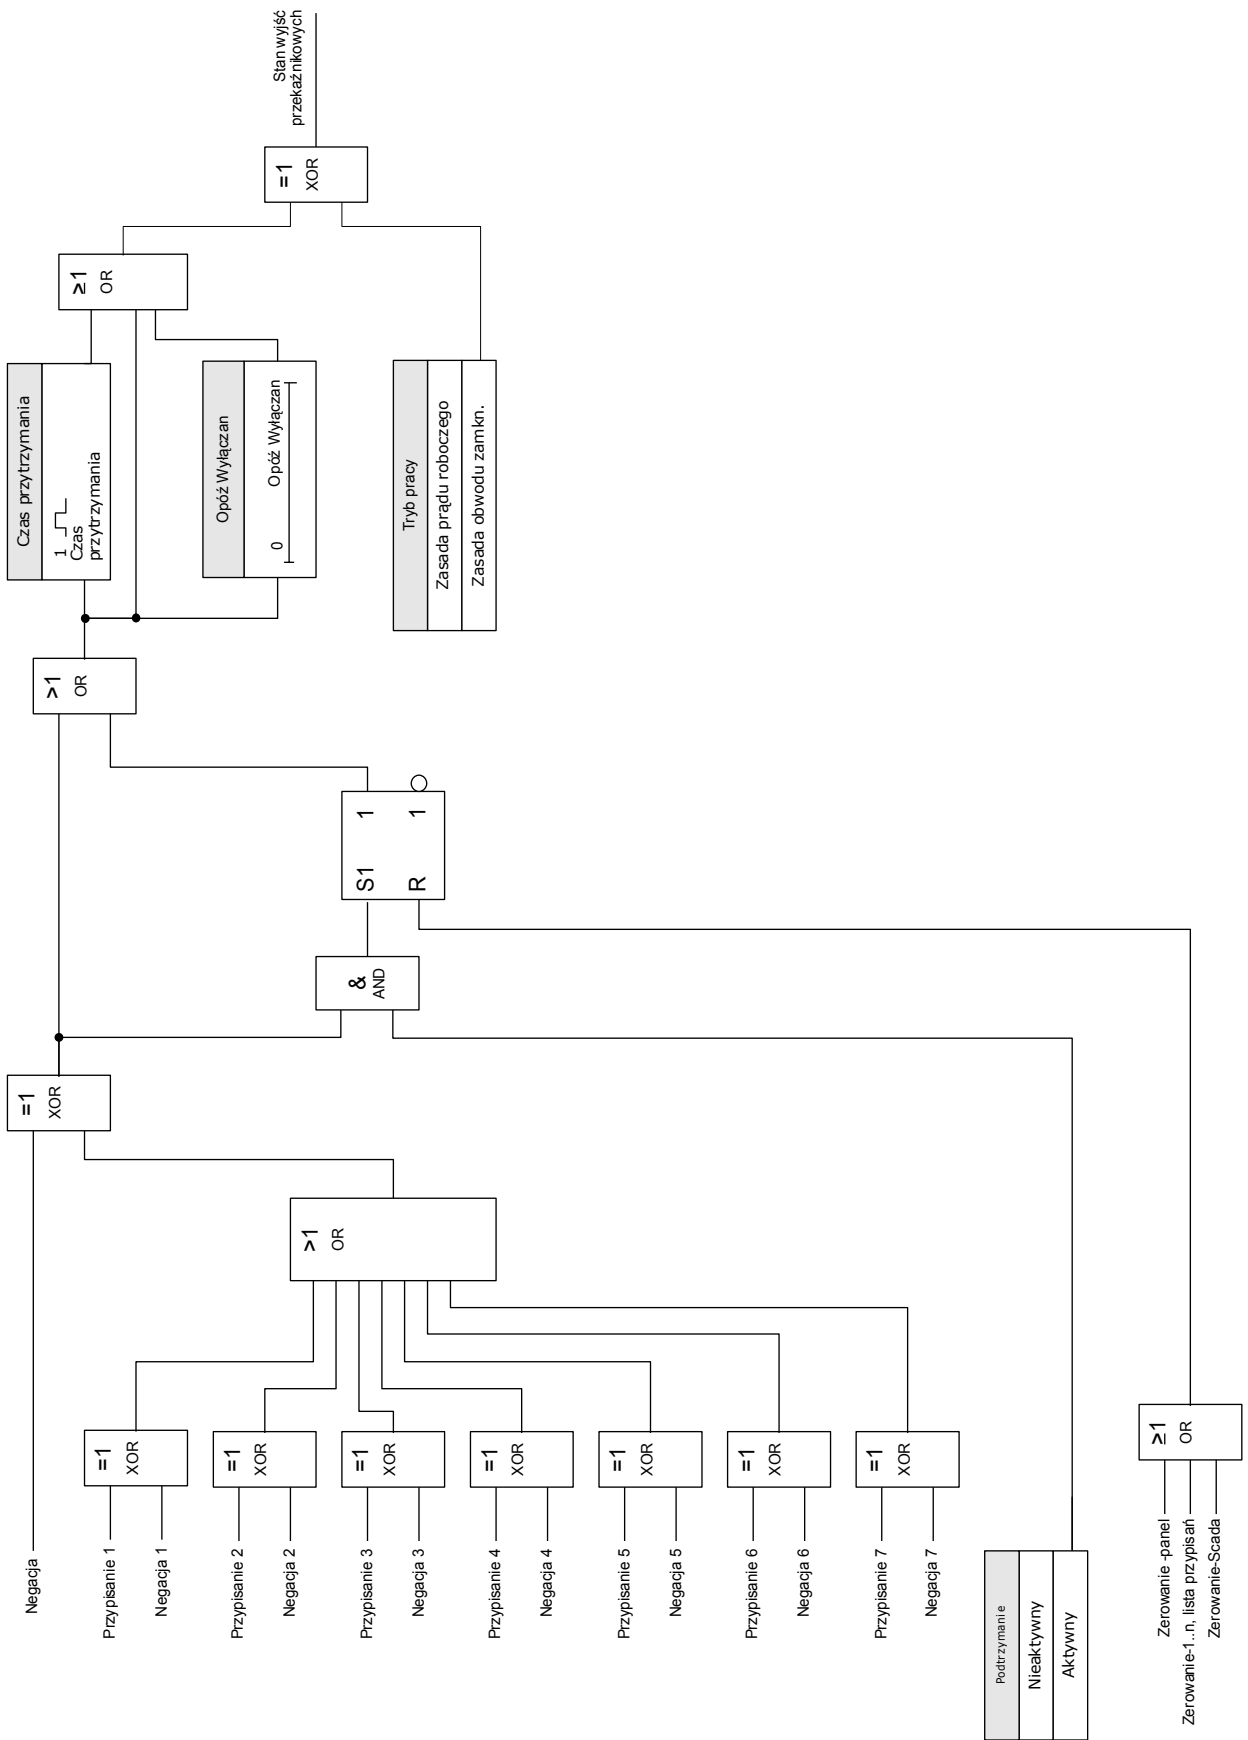 Negacja
Przypisanie 1
Negacja 1
=1
XOR
Przypisanie 2
Negacja 2
=1
XOR
Przypisanie 3
Negacja 3
=1
XOR
Przypisanie 4
Negacja 4
=1
XOR
Przypisanie 5
Negacja 5
=1
XOR
Przypisanie 6
Negacja 6
=1
XOR
Przypisanie 7
Negacja 7
=1
XOR
Podtrzymanie
Nieaktywny
Aktywny
Zerowanie -panel
Zerowanie-1..n, lista przypisań
Zerowanie-Scada
≥1
OR
>1
OR
=1
XOR
&
AND
S1 1
R 1
>1
OR
Czas przytrzymania
1
Czas
przytrzymania
Opóź Wyłączan
0 Opóź Wyłączan
Tryb pracy
Zasada prądu roboczego
Zasada obwodu zamkn.
≥1
OR
=1
XOR
Stan wyjść
przekaźnikowych